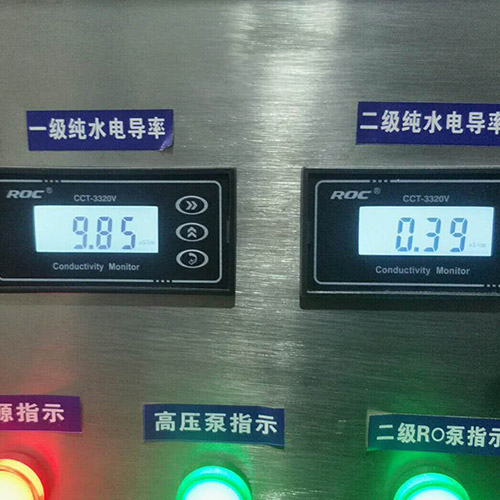 一级纯水电导率
二级纯水电导率
ROC®
CCT-3320V
9.85
Conductivity Monitor
ROC®
CCT-3320V
0.39
Conductivity Monitor
源指示
高压泵指示
二级RO泵指示